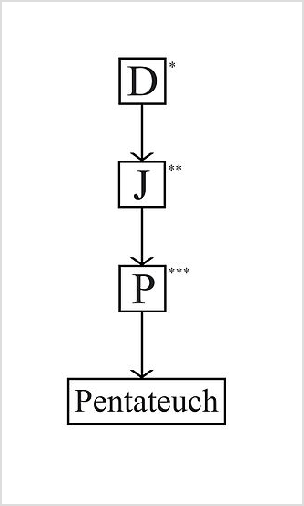 D*
J**
P***
Pentateuch